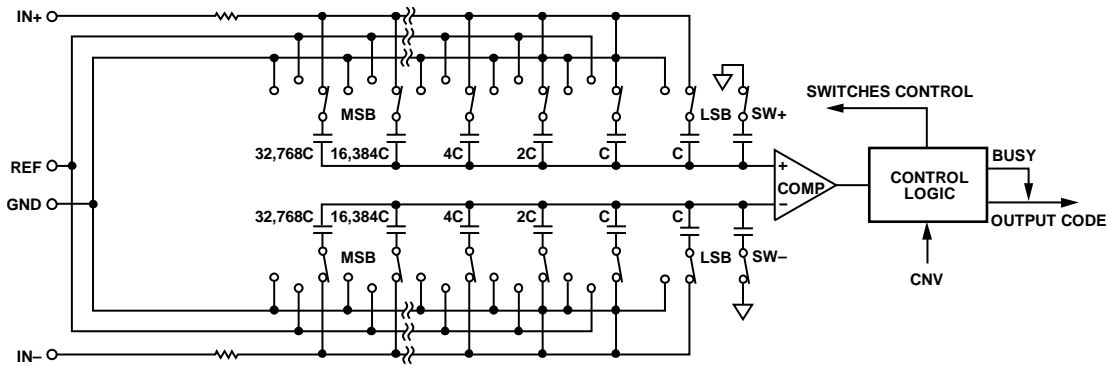 IN+
MSB
LSB
SW+
32,768C
16,384C
4C
2C
C
C
SWITCHES CONTROL
REF
GND
+
COMP
−
CONTROL
LOGIC
BUSY
OUTPUT CODE
CNV
32,768C
16,384C
4C
2C
C
C
MSB
LSB
SW−
IN−